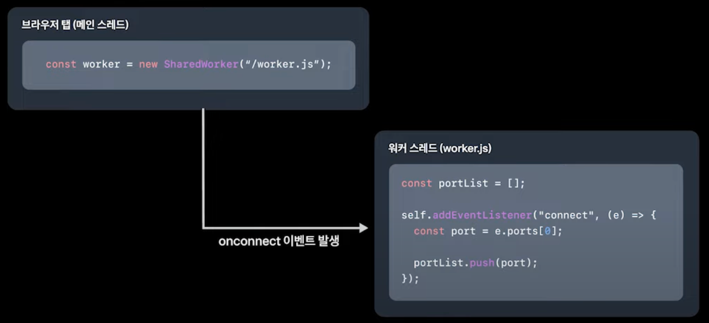 브라우저 탭 (메인 스레드)
const worker = new SharedWorker("/worker.js");
onconnect 이벤트 발생
워커 스레드 (worker.js)
const portList = [];
self.addEventListener("connect", (e) => {
const port = e.ports[0];
portList.push(port);
});